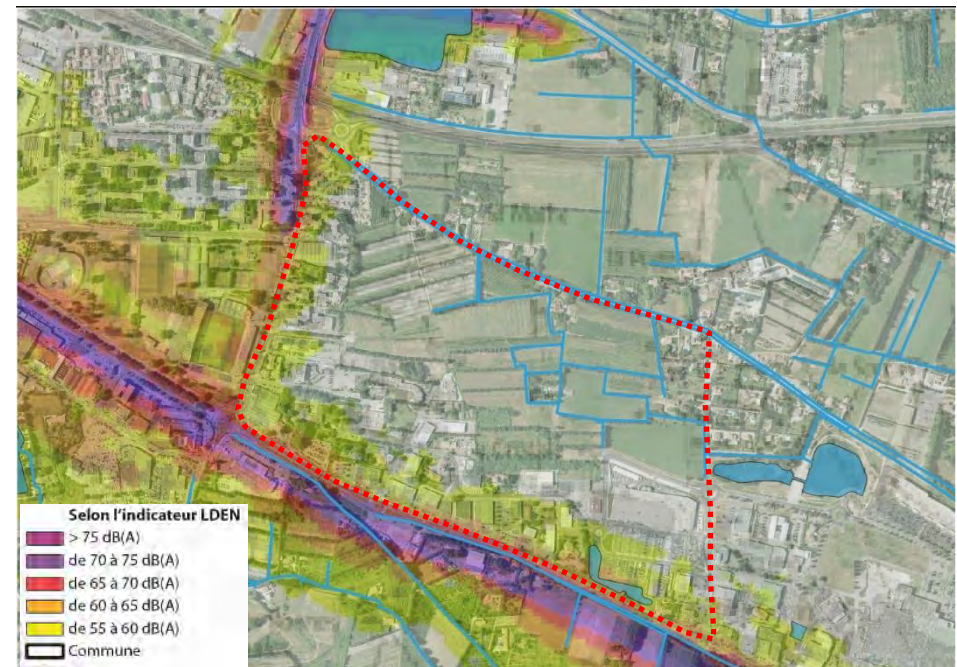 Selon l'indicateur LDEN
> 75 dB(A)
de 70 à 75 dB(A)
de 65 à 70 dB(A)
de 60 à 65 dB(A)
de 55 à 60 dB(A)
Commune